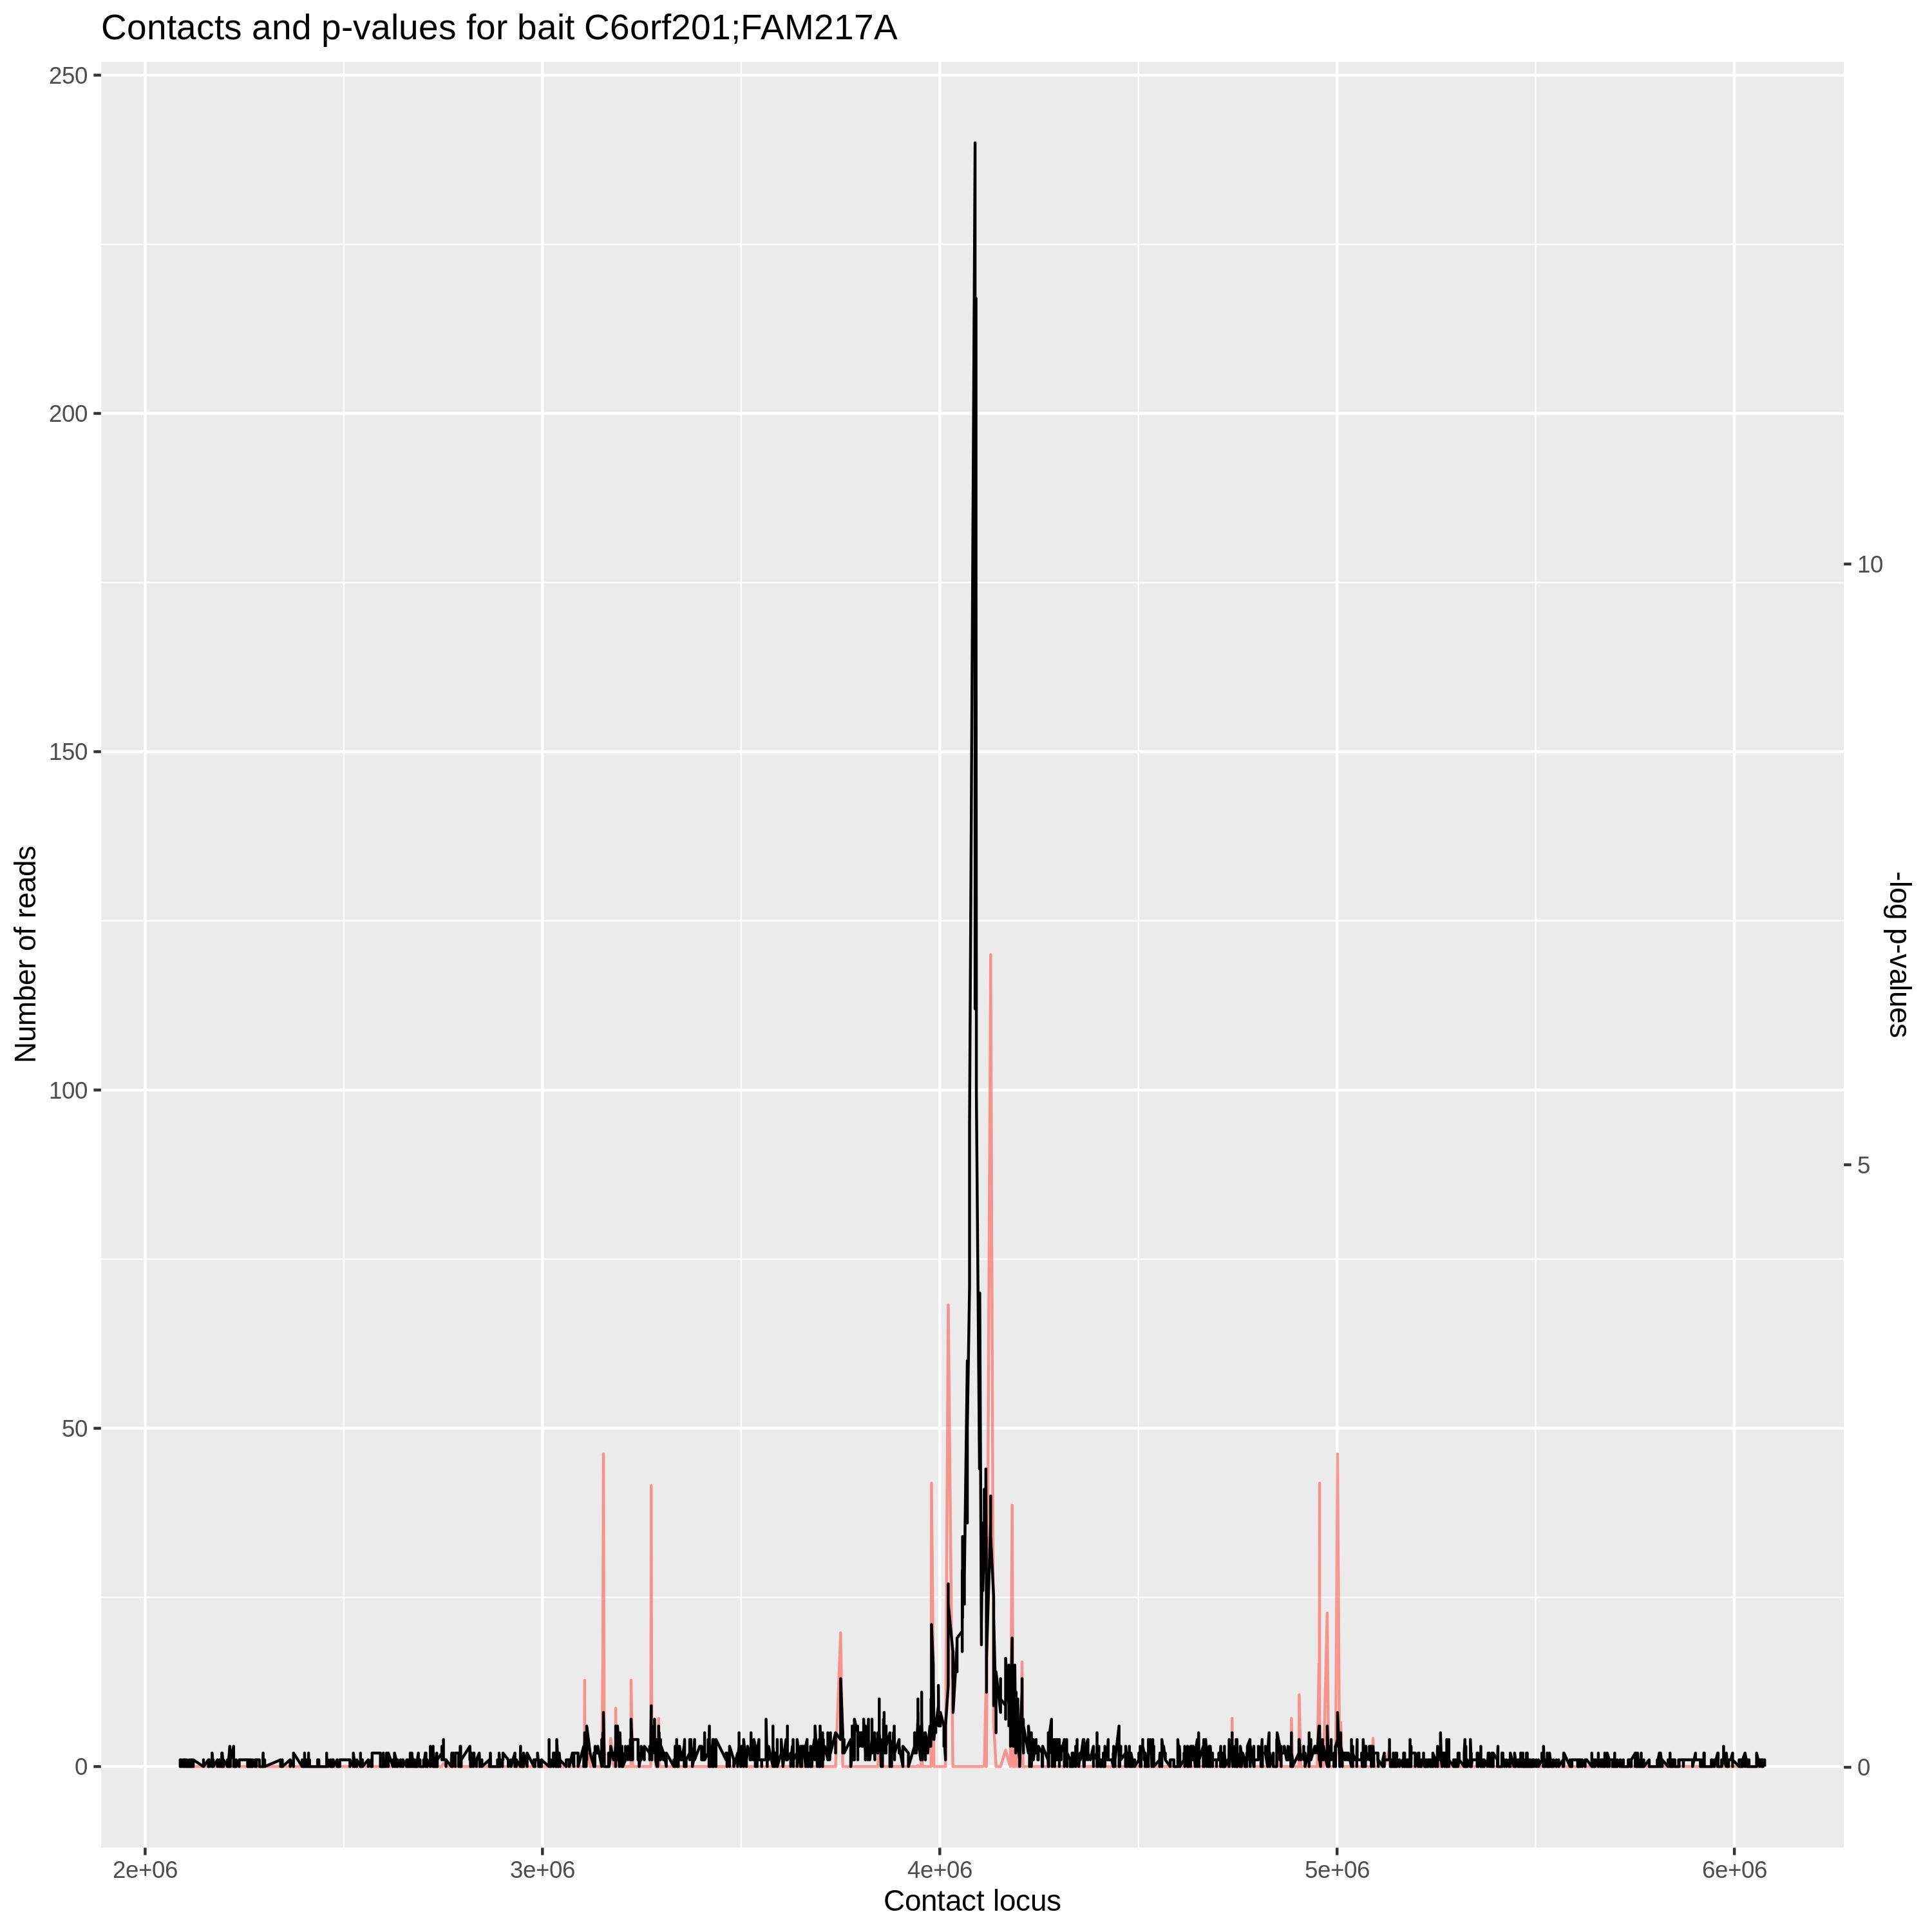 Contacts and p-values for bait C6orf201;FAM217A
250
200
150
100
50
0
Number of reads
10
5
0
-log p-values
2e+06
3e+06
4e+06
5e+06
6e+06
Contact locus